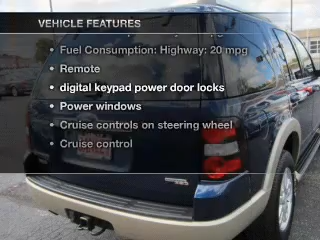 VEHICLE FEATURES
• Fuel Consumption: Highway: 20 mpg
• Remote
• digital keypad power door locks
• Power windows
• Cruise controls on steering wheel
• Cruise control